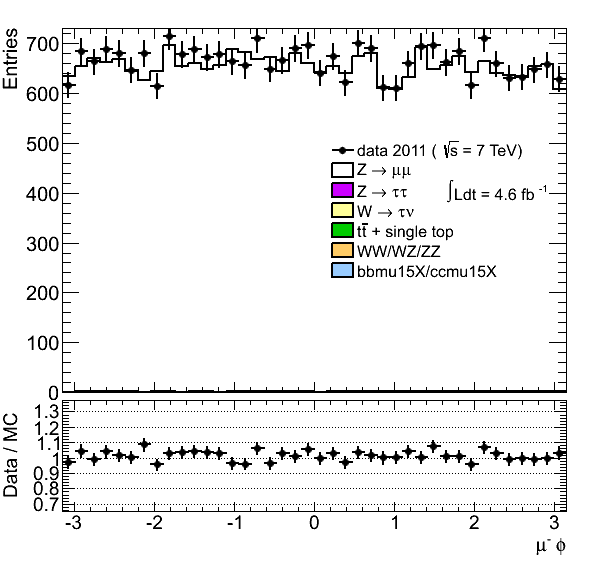 Entries
700
600
500
400
300
200
100
0
data 2011 ( √s = 7 TeV)
Z → μμ
Z → ττ
∫Ldt = 4.6 fb⁻¹
W → τν
tt̄ + single top
WW/WZ/ZZ
bbmu15X/ccmu15X
Data / MC
1.3
1.2
1.1
1
0.9
0.8
0.7
-3 -2 -1 0 1 2 3
μ⁻ ϕ